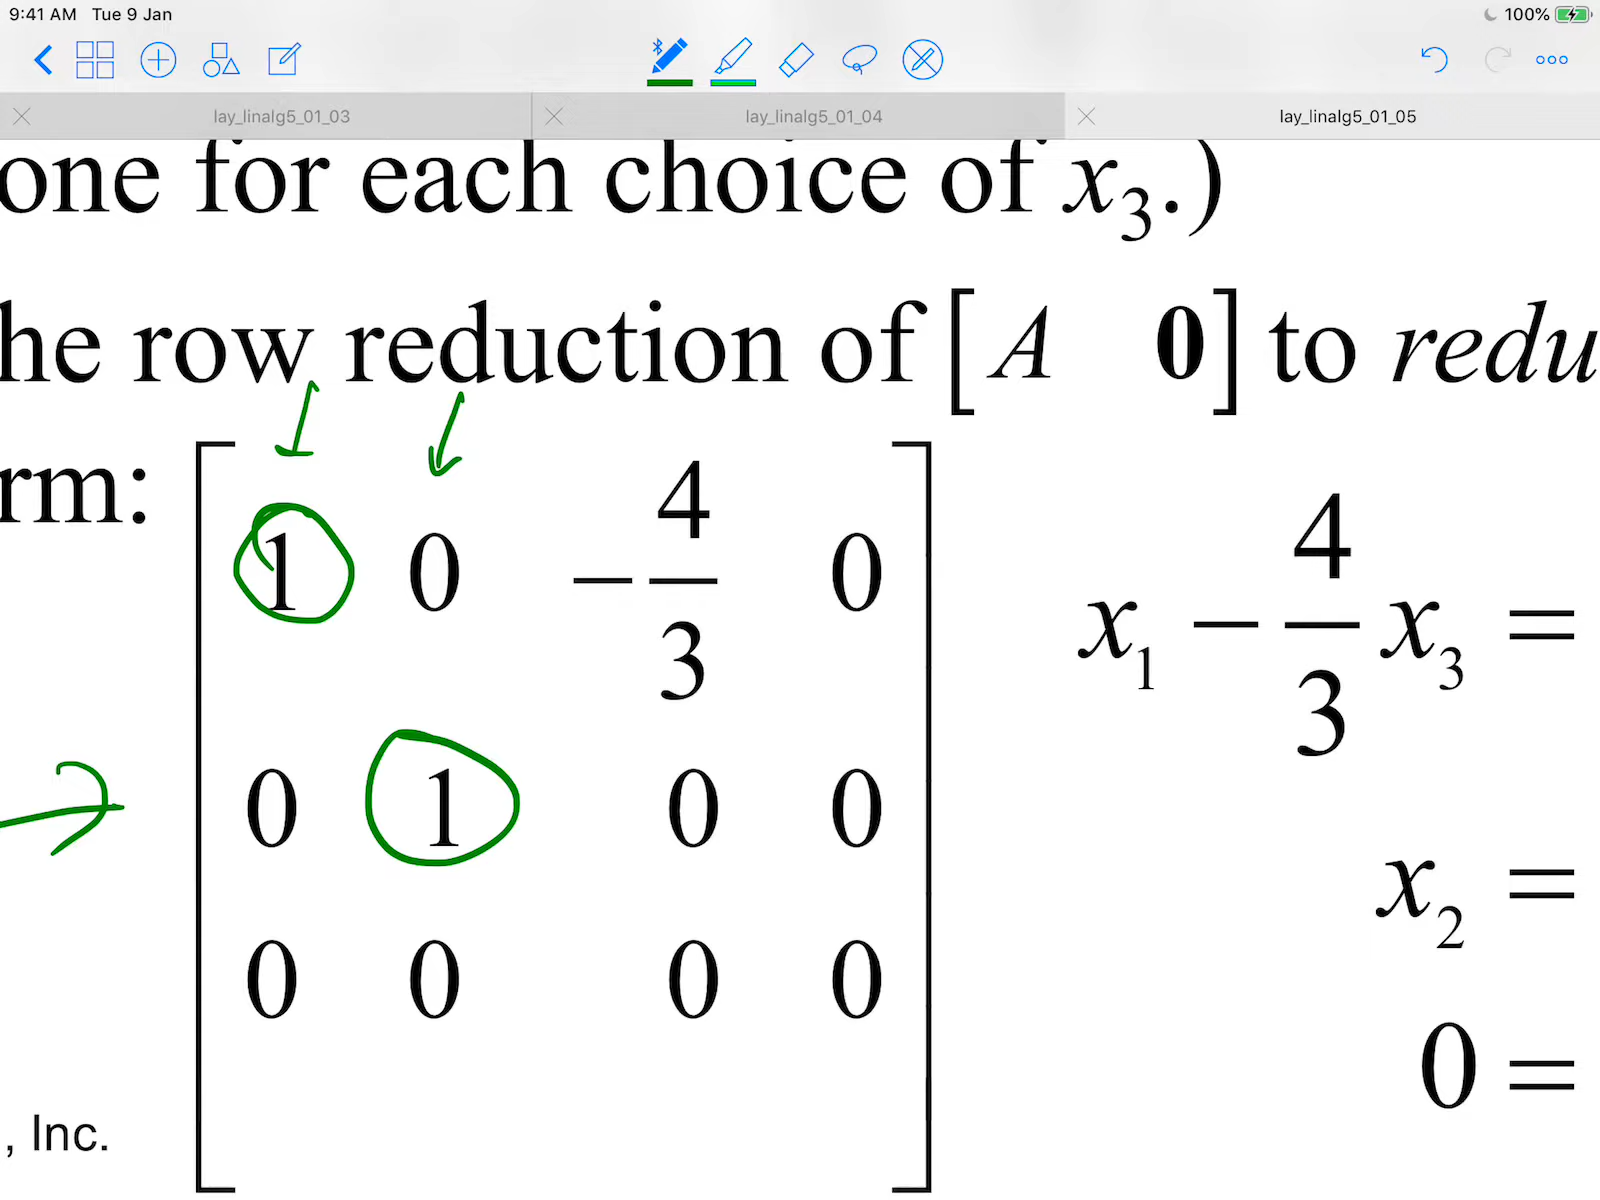 9:41 AM Tue 9 Jan 100%
lay_linalg5_01_03 lay_linalg5_01_04 lay_linalg5_01_05
one for each choice of x₃.)
he row reduction of [A 0] to redu
rm:
1 0 −4/3 0
0 1 0 0
0 0 0 0
x₁ − 4/3 x₃ =
x₂ =
0 =
, Inc.